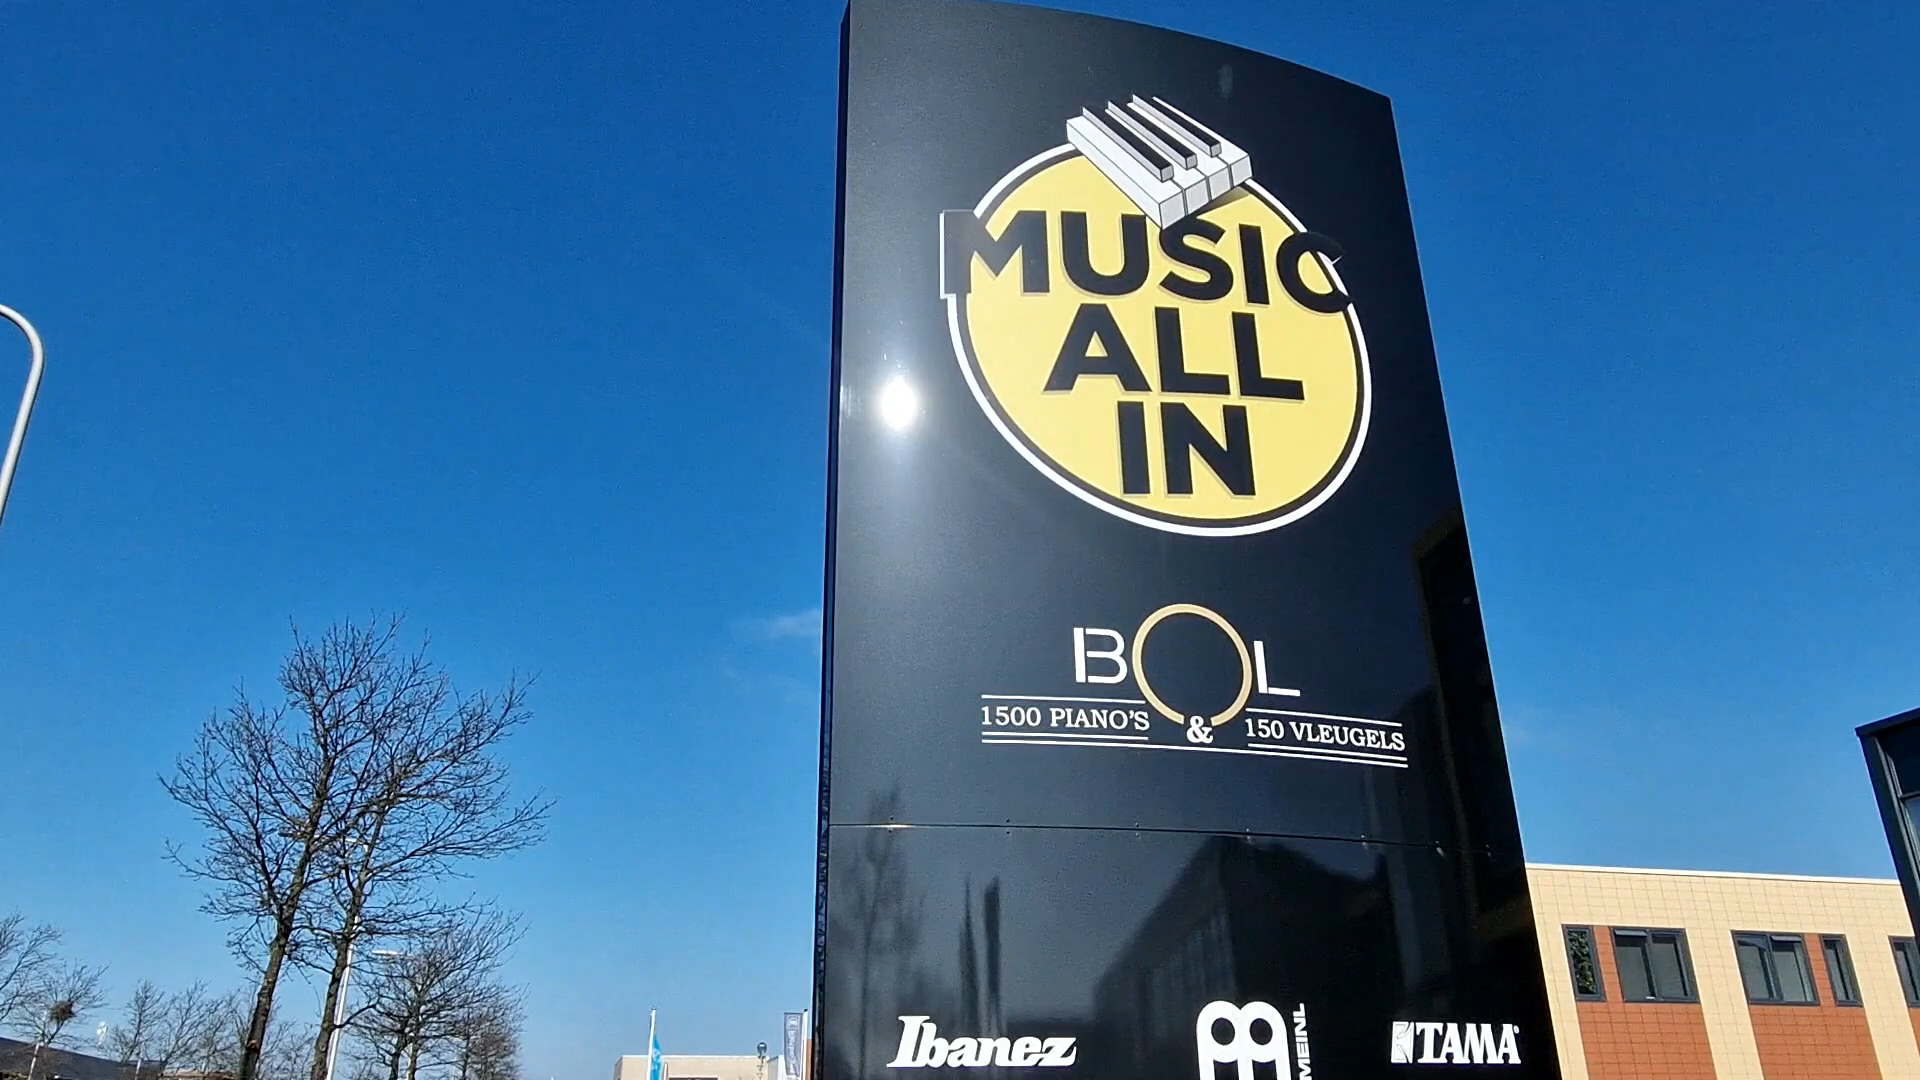 MUSIC
ALL
IN
BOL
1500 PIANO'S & 150 VLEUGELS
Ibanez
MEINL
TAMA